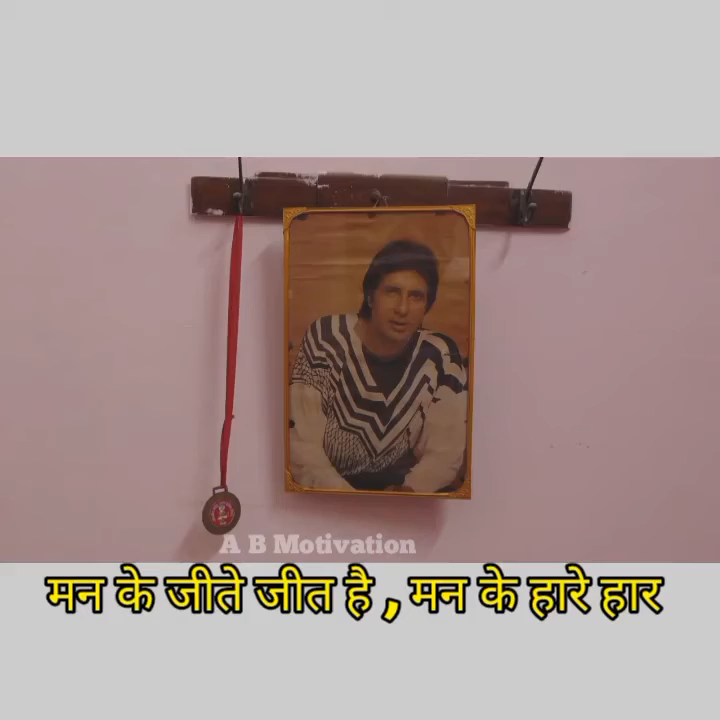 A B Motivation
मन के जीते जीत है , मन के हारे हार